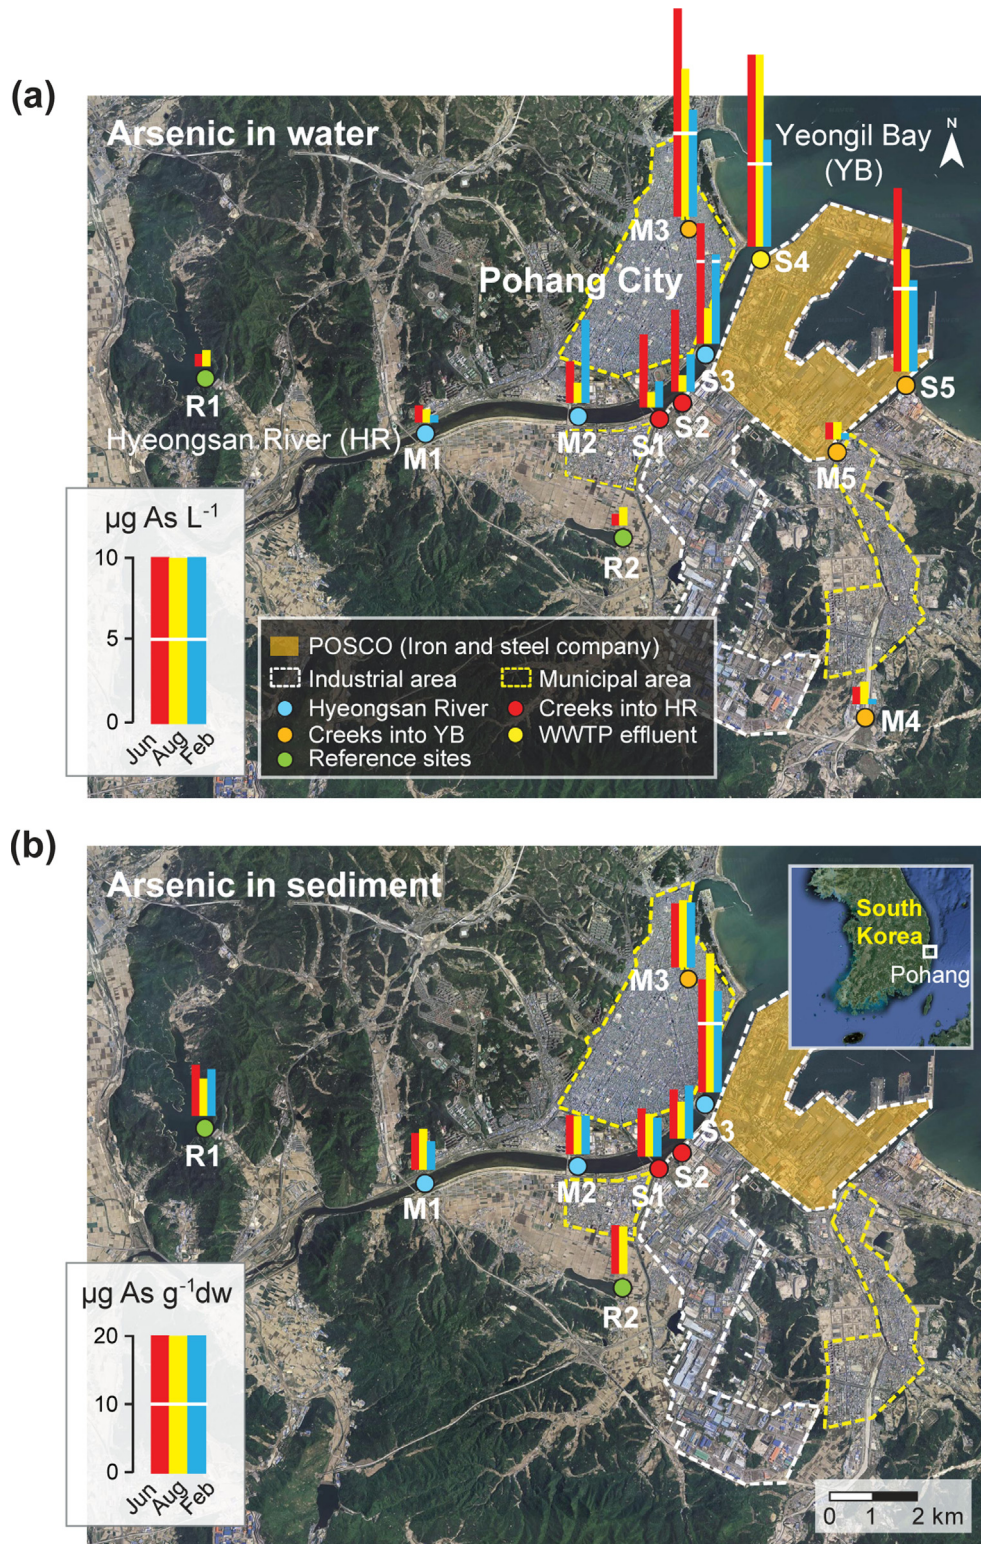 (a)
Arsenic in water
Yeongil Bay
(YB)
N
M3
Pohang City
S4
R1
S3
S5
Hyeongsan River (HR)
M1
M2
S1
S2
M5
R2
M4
µg As L⁻¹
10
5
0
Jun
Aug
Feb
POSCO (Iron and steel company)
Industrial area
Municipal area
Hyeongsan River
Creeks into HR
Creeks into YB
WWTP effluent
Reference sites
(b)
Arsenic in sediment
South
Korea
Pohang
M3
R1
S3
M1
M2
S1
S2
R2
µg As g⁻¹dw
20
10
0
Jun
Aug
Feb
0 1 2 km